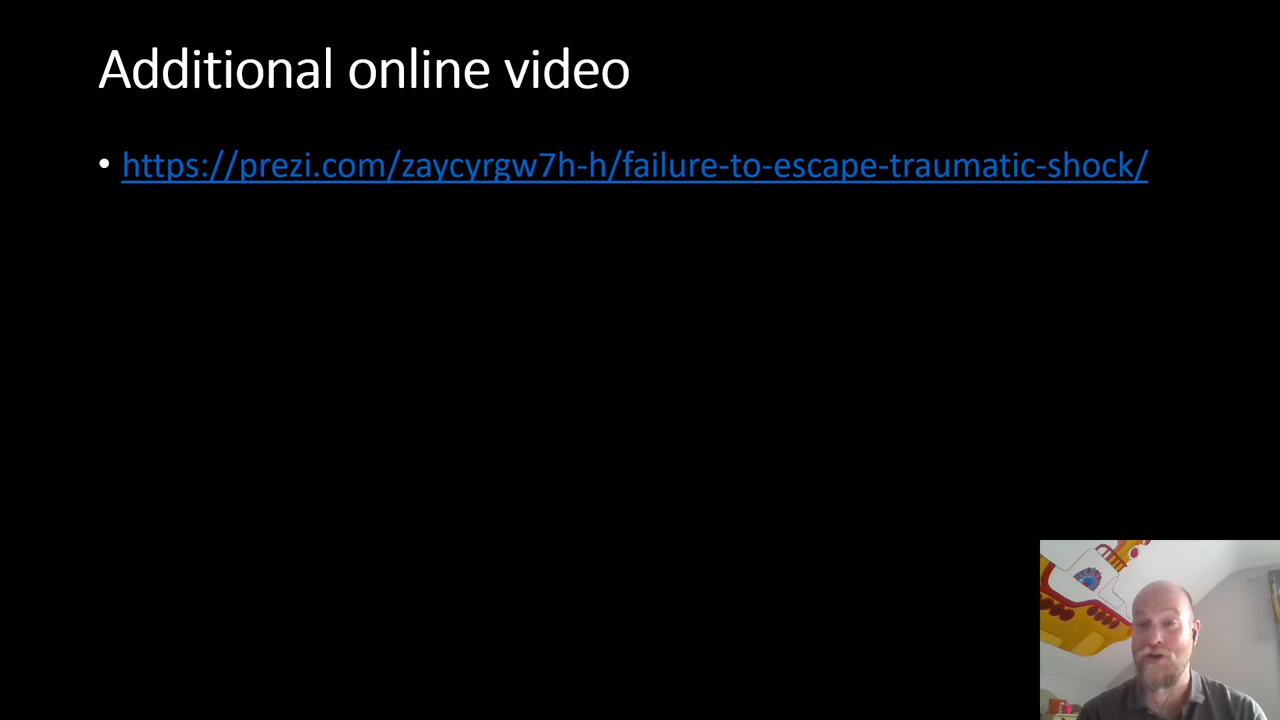 Additional online video
• https://prezi.com/zaycyrgw7h-h/failure-to-escape-traumatic-shock/